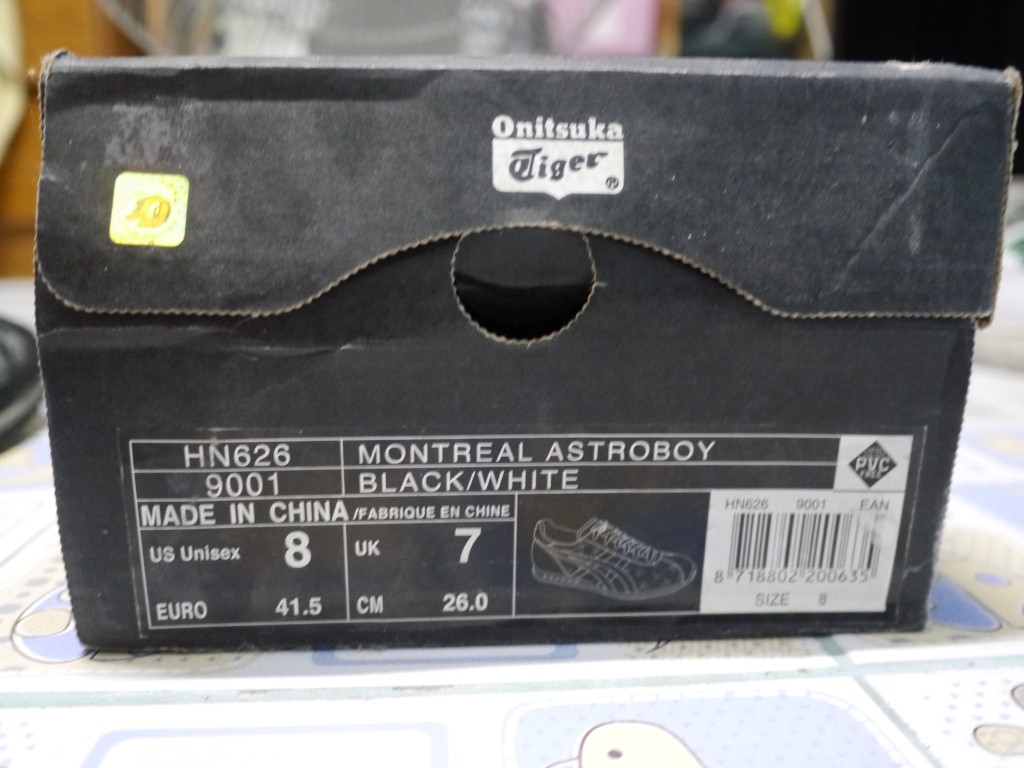 Onitsuka
Tiger ®
HN626 MONTREAL ASTROBOY
9001 BLACK/WHITE
PVC
MADE IN CHINA /FABRIQUE EN CHINE
US Unisex 8 UK 7
EURO 41.5 CM 26.0
HN626 9001 EAN
8 718802 200635
SIZE 8